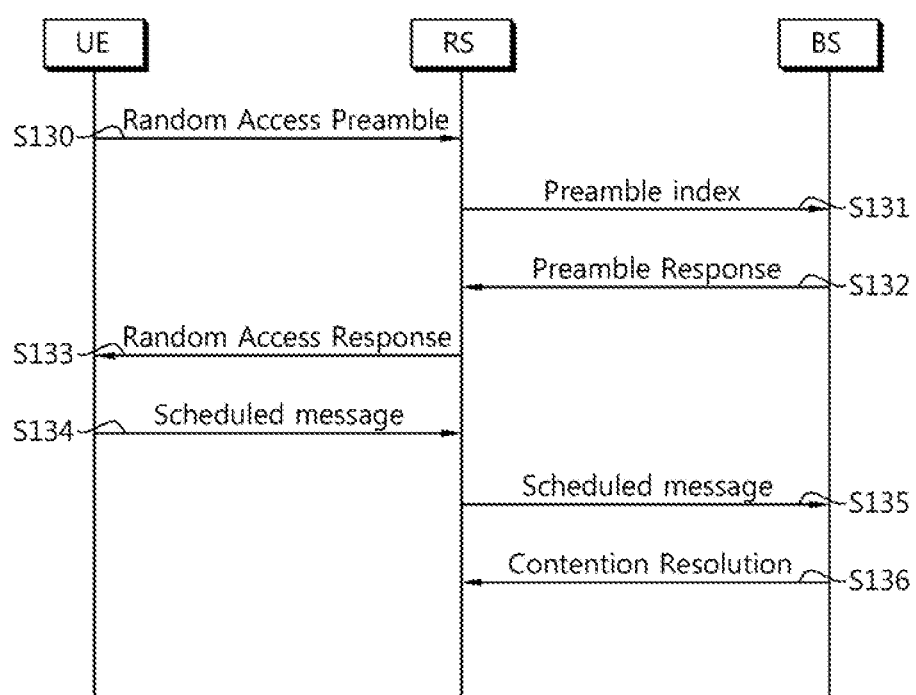 UE RS BS
Random Access Preamble
S130
Preamble index
S131
Preamble Response
S132
Random Access Response
S133
Scheduled message
S134
Scheduled message
S135
Contention Resolution
S136